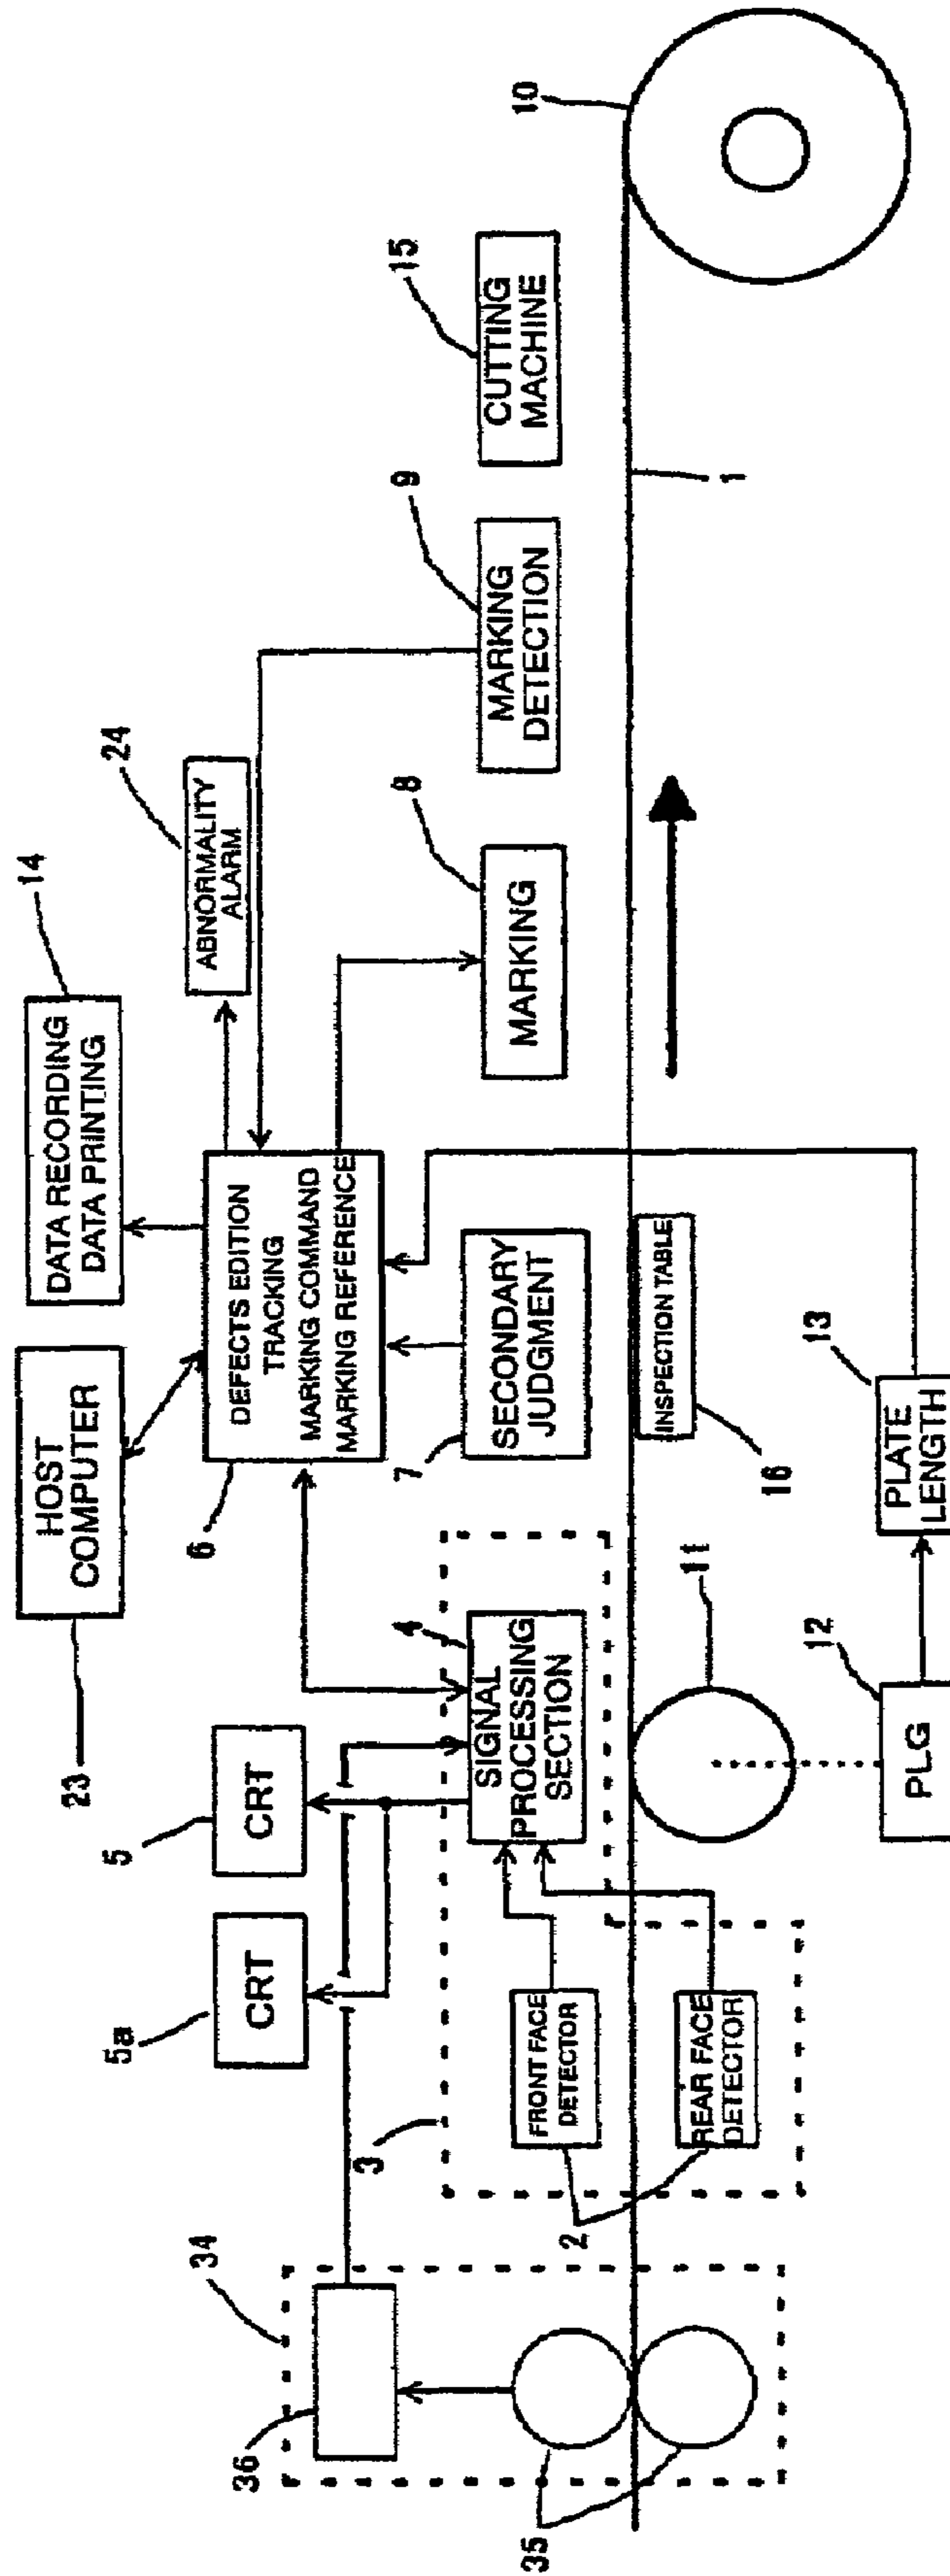 23
HOST
COMPUTER
14
DATA RECORDING
DATA PRINTING
24
ABNORMALITY
ALARM
5a
CRT
5
CRT
6
DEFECTS EDITION
TRACKING
MARKING COMMAND
MARKING REFERENCE
34
36
35
3
FRONT FACE
DETECTOR
REAR FACE
DETECTOR
2
4
SIGNAL
PROCESSING
SECTION
7
SECONDARY
JUDGMENT
8
MARKING
9
MARKING
DETECTION
15
CUTTING
MACHINE
10
1
INSPECTION TABLE
16
11
12
PLG
13
PLATE
LENGTH